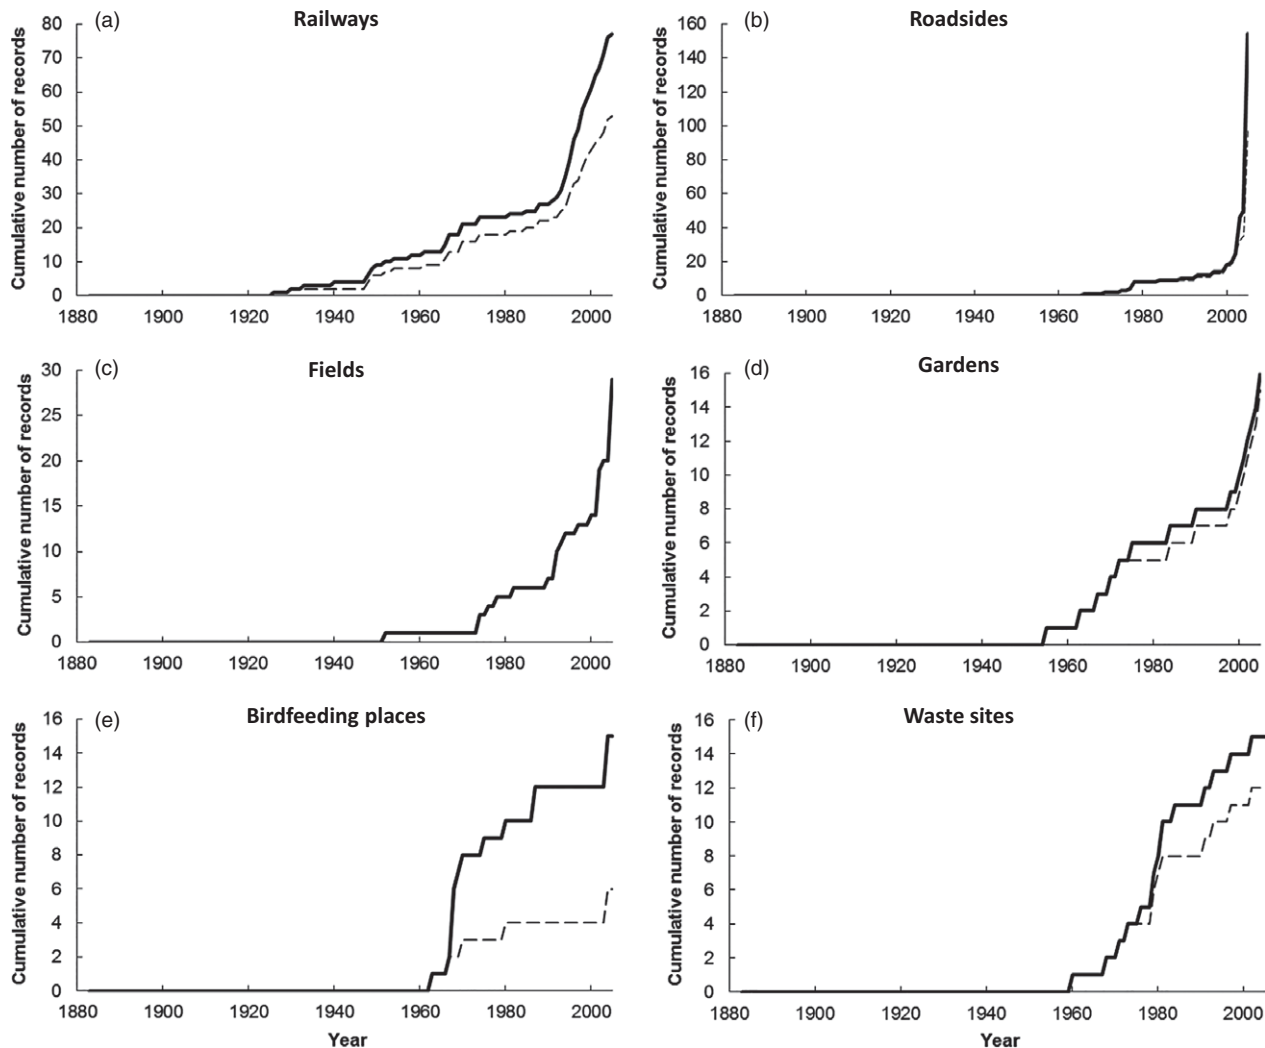 (a) Railways
Cumulative number of records
80
70
60
50
40
30
20
10
0
1880 1900 1920 1940 1960 1980 2000
(b) Roadsides
Cumulative number of records
160
140
120
100
80
60
40
20
0
1880 1900 1920 1940 1960 1980 2000
(c) Fields
Cumulative number of records
30
25
20
15
10
5
0
1880 1900 1920 1940 1960 1980 2000
(d) Gardens
Cumulative number of records
16
14
12
10
8
6
4
2
0
1880 1900 1920 1940 1960 1980 2000
(e) Birdfeeding places
Cumulative number of records
16
14
12
10
8
6
4
2
0
1880 1900 1920 1940 1960 1980 2000
Year
(f) Waste sites
Cumulative number of records
16
14
12
10
8
6
4
2
0
1880 1900 1920 1940 1960 1980 2000
Year